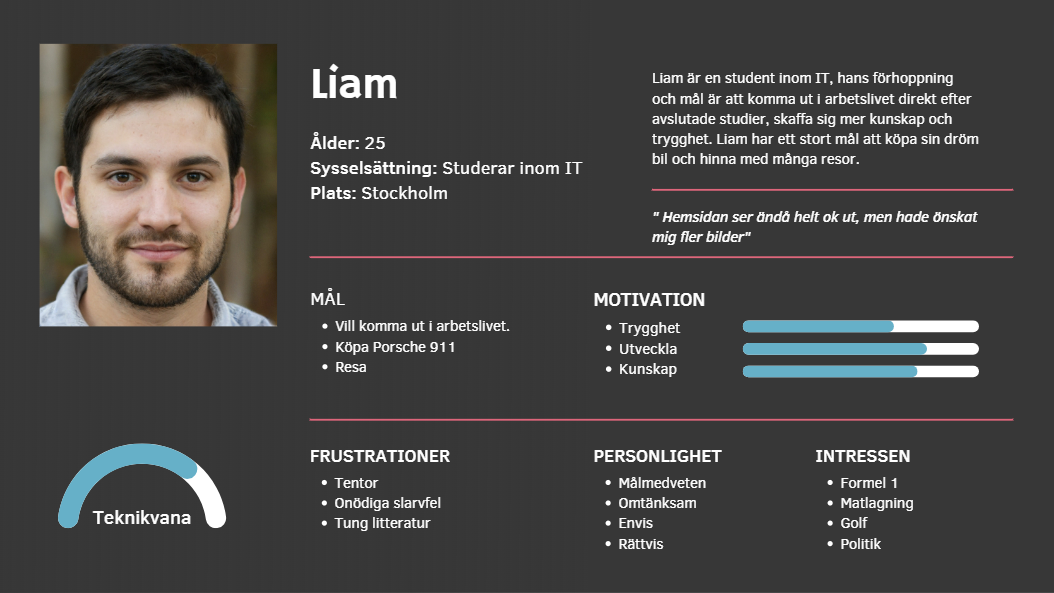 Liam
Ålder: 25
Sysselsättning: Studerar inom IT
Plats: Stockholm
Liam är en student inom IT, hans förhoppning
och mål är att komma ut i arbetslivet direkt efter
avslutade studier, skaffa sig mer kunskap och
trygghet. Liam har ett stort mål att köpa sin dröm
bil och hinna med många resor.
" Hemsidan ser ändå helt ok ut, men hade önskat
mig fler bilder"
MÅL
• Vill komma ut i arbetslivet.
• Köpa Porsche 911
• Resa
MOTIVATION
• Trygghet
• Utveckla
• Kunskap
Teknikvana
FRUSTRATIONER
• Tentor
• Onödiga slarvfel
• Tung litteratur
PERSONLIGHET
• Målmedveten
• Omtänksam
• Envis
• Rättvis
INTRESSEN
• Formel 1
• Matlagning
• Golf
• Politik